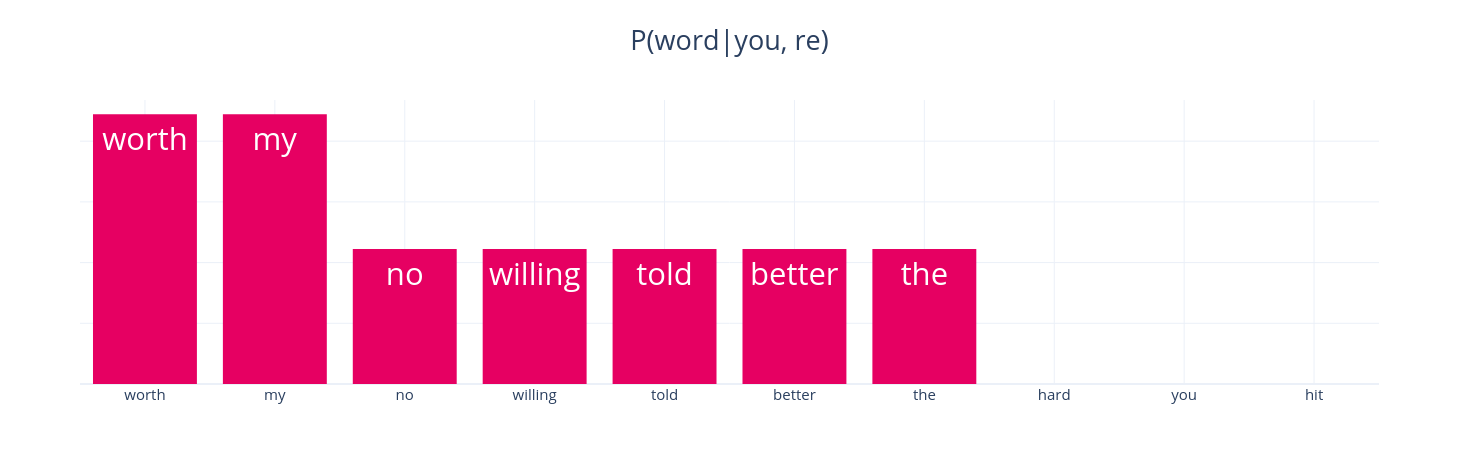 P(word|you, re)
worth my
no willing told better the
worth my no willing told better the hard you hit